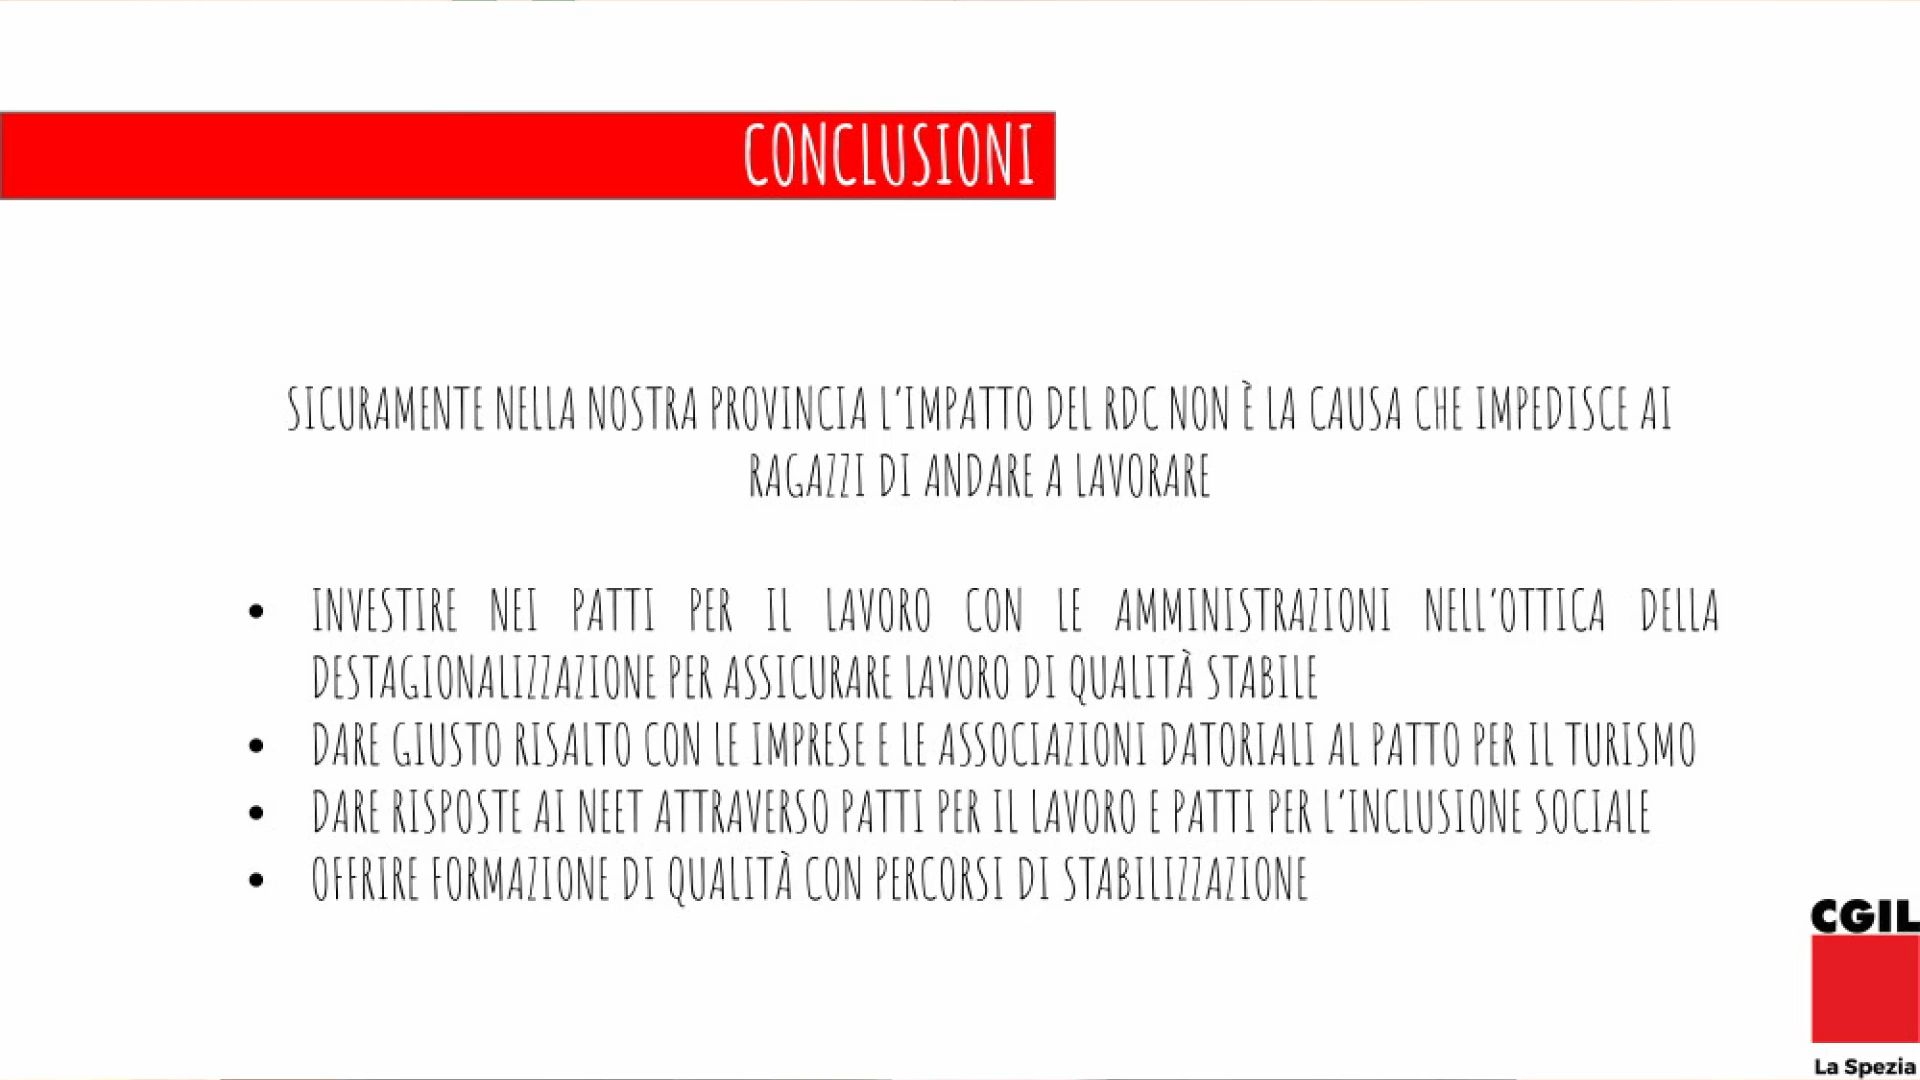 CONCLUSIONI
SICURAMENTE NELLA NOSTRA PROVINCIA L'IMPATTO DEL RDC NON È LA CAUSA CHE IMPEDISCE AI
RAGAZZI DI ANDARE A LAVORARE
• INVESTIRE NEI PATTI PER IL LAVORO CON LE AMMINISTRAZIONI NELL'OTTICA DELLA
DESTAGIONALIZZAZIONE PER ASSICURARE LAVORO DI QUALITÀ STABILE
• DARE GIUSTO RISALTO CON LE IMPRESE E LE ASSOCIAZIONI DATORIALI AL PATTO PER IL TURISMO
• DARE RISPOSTE AI NEET ATTRAVERSO PATTI PER IL LAVORO E PATTI PER L'INCLUSIONE SOCIALE
• OFFRIRE FORMAZIONE DI QUALITÀ CON PERCORSI DI STABILIZZAZIONE
CGIL
La Spezia